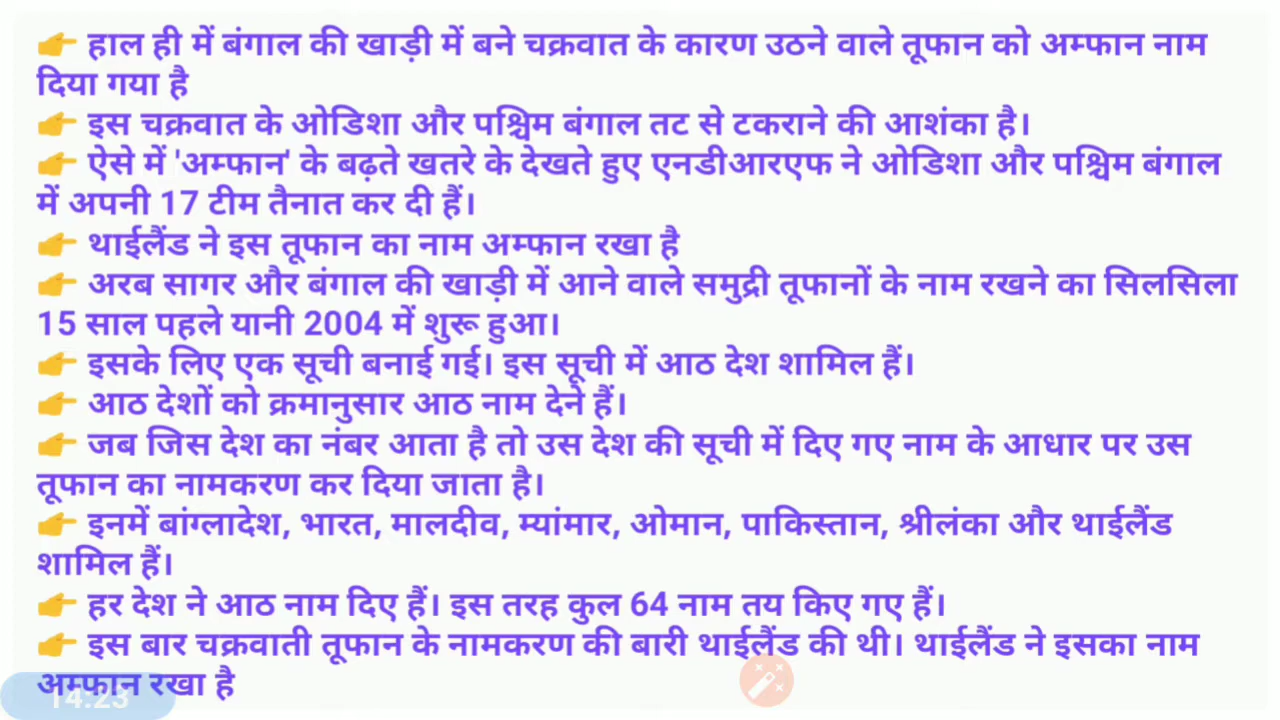 👉 हाल ही में बंगाल की खाड़ी में बने चक्रवात के कारण उठने वाले तूफान को अम्फान नाम
दिया गया है
👉 इस चक्रवात के ओडिशा और पश्चिम बंगाल तट से टकराने की आशंका है।
👉 ऐसे में 'अम्फान' के बढ़ते खतरे के देखते हुए एनडीआरएफ ने ओडिशा और पश्चिम बंगाल
में अपनी 17 टीम तैनात कर दी हैं।
👉 थाईलैंड ने इस तूफान का नाम अम्फान रखा है
👉 अरब सागर और बंगाल की खाड़ी में आने वाले समुद्री तूफानों के नाम रखने का सिलसिला
15 साल पहले यानी 2004 में शुरू हुआ।
👉 इसके लिए एक सूची बनाई गई। इस सूची में आठ देश शामिल हैं।
👉 आठ देशों को क्रमानुसार आठ नाम देने हैं।
👉 जब जिस देश का नंबर आता है तो उस देश की सूची में दिए गए नाम के आधार पर उस
तूफान का नामकरण कर दिया जाता है।
👉 इनमें बांग्लादेश, भारत, मालदीव, म्यांमार, ओमान, पाकिस्तान, श्रीलंका और थाईलैंड
शामिल हैं।
👉 हर देश ने आठ नाम दिए हैं। इस तरह कुल 64 नाम तय किए गए हैं।
👉 इस बार चक्रवाती तूफान के नामकरण की बारी थाईलैंड की थी। थाईलैंड ने इसका नाम
अम्फान रखा है
14:23